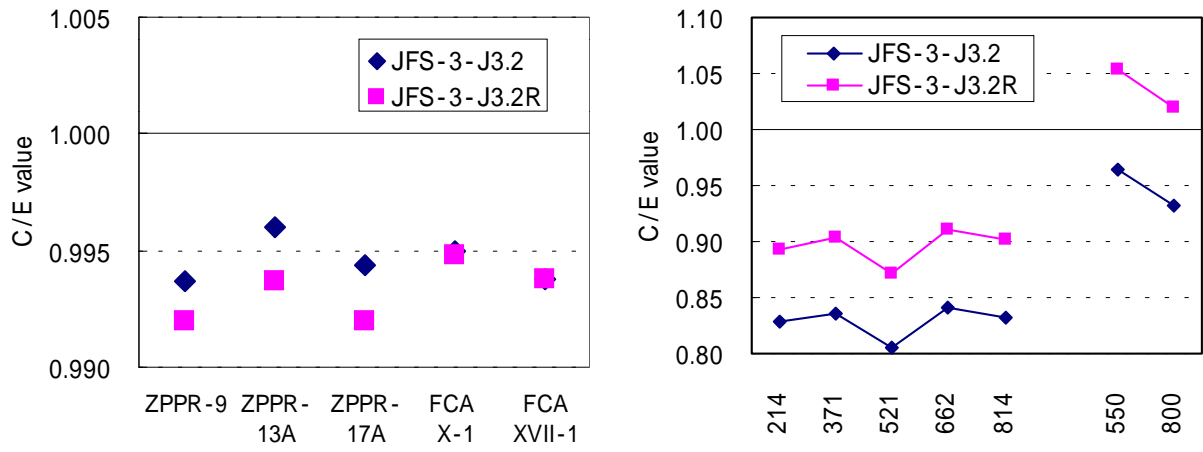 1.005
1.000
0.995
0.990
C/E value
JFS-3-J3.2
JFS-3-J3.2R
ZPPR-9
ZPPR-
13A
ZPPR-
17A
FCA
X-1
FCA
XVII-1
1.10
1.05
1.00
0.95
0.90
0.85
0.80
C/E value
JFS-3-J3.2
JFS-3-J3.2R
214
371
521
662
814
550
800